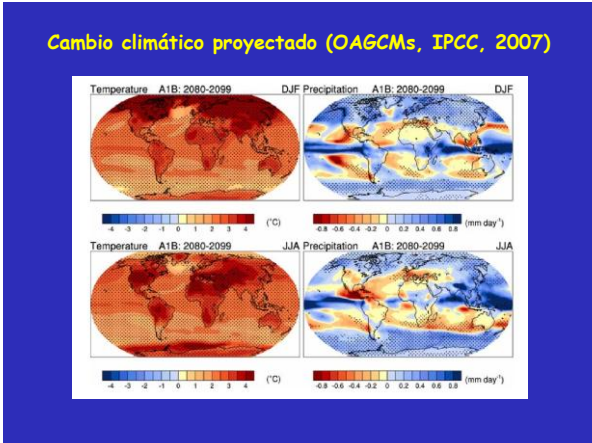 Cambio climático proyectado (OAGCMs, IPCC, 2007)
Temperature A1B: 2080-2099 DJF Precipitation A1B: 2080-2099 DJF
-4 -3 -2 -1 0 1 2 3 4 (°C) -0.8 -0.6 -0.4 -0.2 0 0.2 0.4 0.6 0.8 (mm day⁻¹)
Temperature A1B: 2080-2099 JJA Precipitation A1B: 2080-2099 JJA
-4 -3 -2 -1 0 1 2 3 4 (°C) -0.8 -0.6 -0.4 -0.2 0 0.2 0.4 0.6 0.8 (mm day⁻¹)